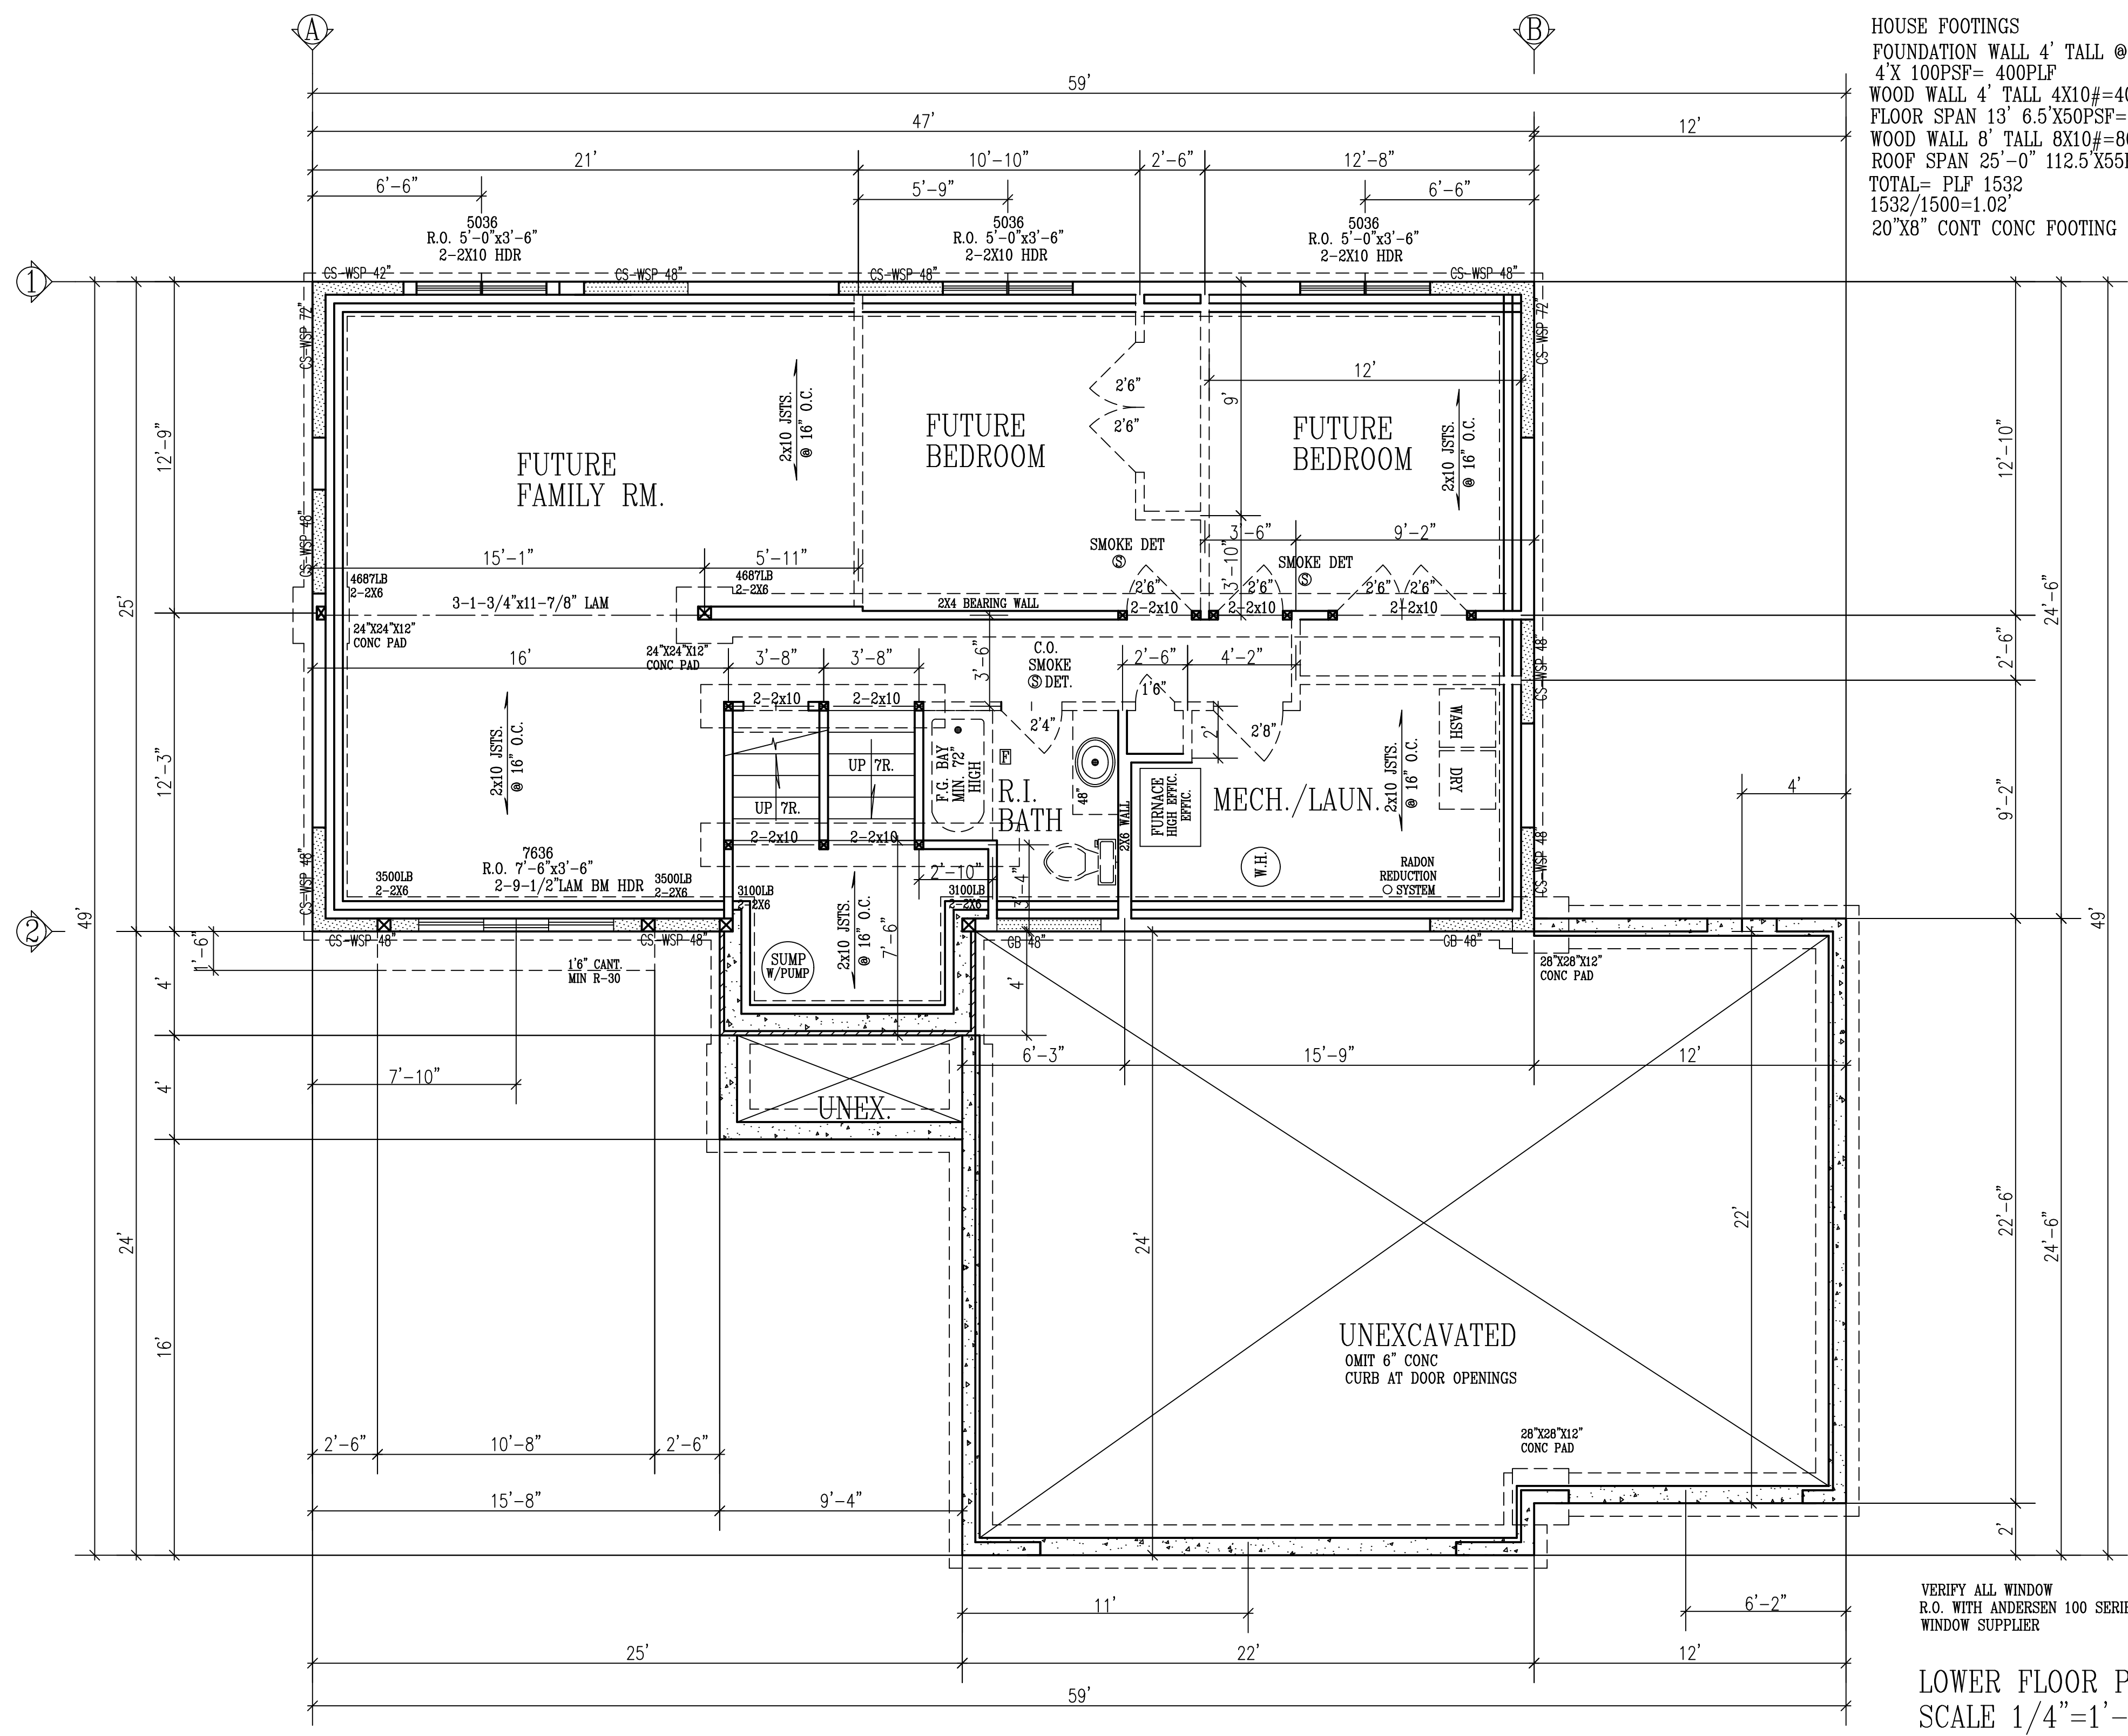 A
B
HOUSE FOOTINGS
FOUNDATION WALL 4' TALL @
4'X 100PSF= 400PLF
WOOD WALL 4' TALL 4X10#=4
FLOOR SPAN 13' 6.5'X50PSF=
WOOD WALL 8' TALL 8X10#=8
ROOF SPAN 25'-0" 112.5'X55
TOTAL= PLF 1532
1532/1500=1.02'
20"X8" CONT CONC FOOTING
59'
47'
12'
21'
10'-10"
2'-6"
12'-8"
6'-6"
5'-9"
6'-6"
5036
R.O. 5'-0"x3'-6"
2-2X10 HDR
5036
R.O. 5'-0"x3'-6"
2-2X10 HDR
5036
R.O. 5'-0"x3'-6"
2-2X10 HDR
1
CS-WSP 42"
CS-WSP 48"
CS-WSP 48"
CS-WSP 48"
CS-WSP 72"
CS-WSP 72"
12'
9'
2'6"
2'6"
2x10 JSTS.
@ 16" O.C.
2x10 JSTS.
@ 16" O.C.
FUTURE
FAMILY RM.
FUTURE
BEDROOM
FUTURE
BEDROOM
12'-9"
12'-10"
25'
24'-6"
CS-WSP 48"
15'-1"
5'-11"
SMOKE DET
S
SMOKE DET
S
3'-6"
9'-2"
3'-10"
4687LB
2-2X6
4687LB
2-2X6
3-1-3/4"x11-7/8" LAM
2X4 BEARING WALL
2'6"
2'6"
2'6"
2'6"
2-2x10
2-2x10
2-2x10
24"X24"X12"
CONC PAD
24"X24"X12"
CONC PAD
16'
3'-8"
3'-8"
3'-6"
C.O.
SMOKE
S DET.
2'-6"
4'-2"
2'-6"
CS-WSP 48"
1'6"
2-2x10
2-2x10
2'4"
2'8"
2'
WASH
DRY
2x10 JSTS.
@ 16" O.C.
2x10 JSTS.
@ 16" O.C.
UP 7R.
UP 7R.
F.G. BAY
MIN. 72"
HIGH
F
R.I.
BATH
48"
2X6 WALL
FURNACE
HIGH EFFIC.
EFFIC.
MECH./LAUN.
W.H.
RADON
REDUCTION
SYSTEM
12'-3"
9'-2"
4'
2-2x10
2-2x10
7636
R.O. 7'-6"x3'-6"
2-9-1/2"LAM BM HDR
3500LB
2-2X6
3500LB
2-2X6
3100LB
2-2X6
3100LB
2-2X6
2'-10"
3'-4"
CS-WSP 48"
CS-WSP 48"
2
49'
49'
CS-WSP 48"
CS-WSP 48"
GB 48"
GB 48"
1'-6"
1'6" CANT.
MIN R-30
SUMP
W/PUMP
2x10 JSTS.
@ 16" O.C.
7'-6"
4'
28"X28"X12"
CONC PAD
4'
4'
6'-3"
15'-9"
12'
7'-10"
UNEX.
24'
24'
22'
22'-6"
24'-6"
16'
UNEXCAVATED
OMIT 6" CONC
CURB AT DOOR OPENINGS
28"X28"X12"
CONC PAD
2'-6"
10'-8"
2'-6"
15'-8"
9'-4"
2'
11'
6'-2"
VERIFY ALL WINDOW
R.O. WITH ANDERSEN 100 SERIE
WINDOW SUPPLIER
25'
22'
12'
59'
LOWER FLOOR P
SCALE 1/4"=1'-